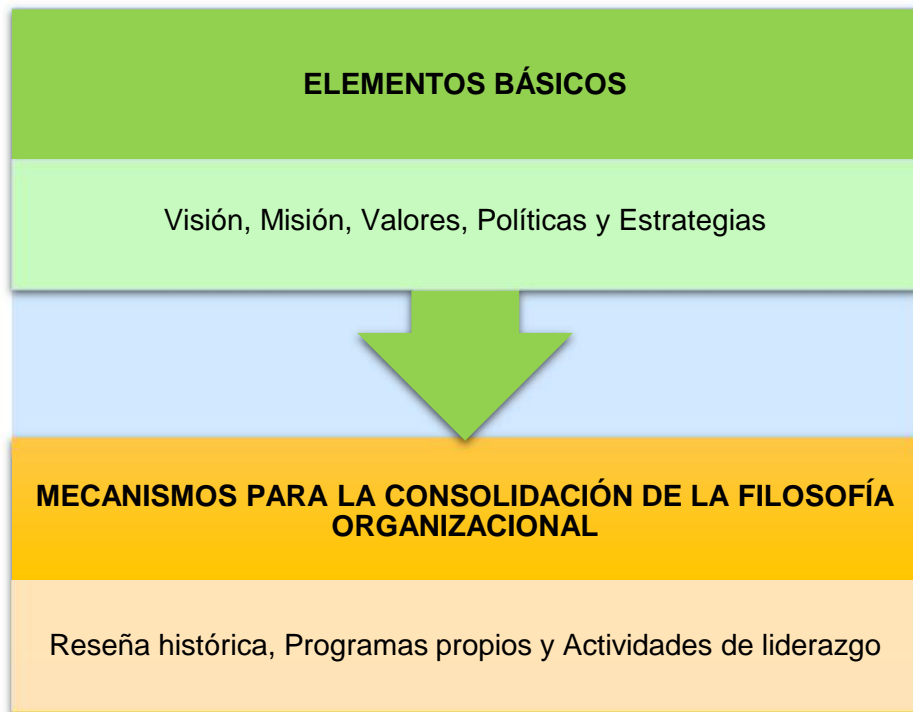 ELEMENTOS BÁSICOS
Visión, Misión, Valores, Políticas y Estrategias
MECANISMOS PARA LA CONSOLIDACIÓN DE LA FILOSOFÍA
ORGANIZACIONAL
Reseña histórica, Programas propios y Actividades de liderazgo